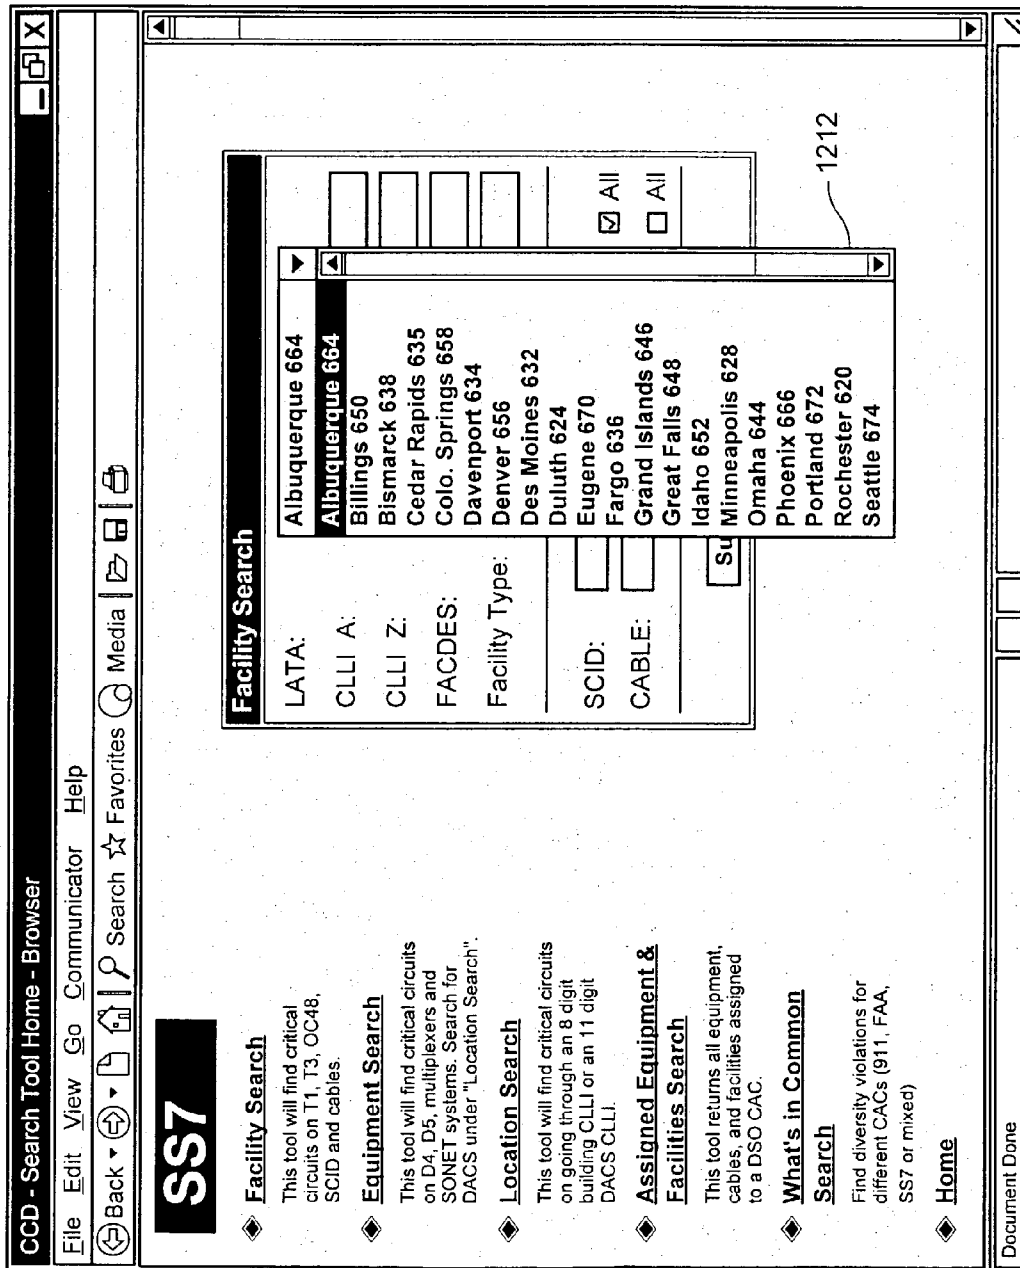 CCD - Search Tool Home - Browser
File Edit View Go Communicator Help
Back Search Favorites Media
SS7
Facility Search
This tool will find critical
circuits on T1, T3, OC48,
SCID and cables.
Equipment Search
This tool will find critical circuits
on D4, D5, multiplexers and
SONET systems. Search for
DACS under "Location Search".
Location Search
This tool will find critical circuits
on going through an 8 digit
building CLLI or an 11 digit
DACS CLLI.
Assigned Equipment &
Facilities Search
This tool returns all equipment,
cables, and facilities assigned
to a DSO CAC.
What's in Common
Search
Find diversity violations for
different CACs (911, FAA,
SS7 or mixed)
Home
Facility Search
LATA:
CLLI A:
CLLI Z:
FACDES:
Facility Type:
SCID:
All
CABLE:
All
Su
Albuquerque 664
Albuquerque 664
Billings 650
Bismarck 638
Cedar Rapids 635
Colo. Springs 658
Davenport 634
Denver 656
Des Moines 632
Duluth 624
Eugene 670
Fargo 636
Grand Islands 646
Great Falls 648
Idaho 652
Minneapolis 628
Omaha 644
Phoenix 666
Portland 672
Rochester 620
Seattle 674
1212
Document Done